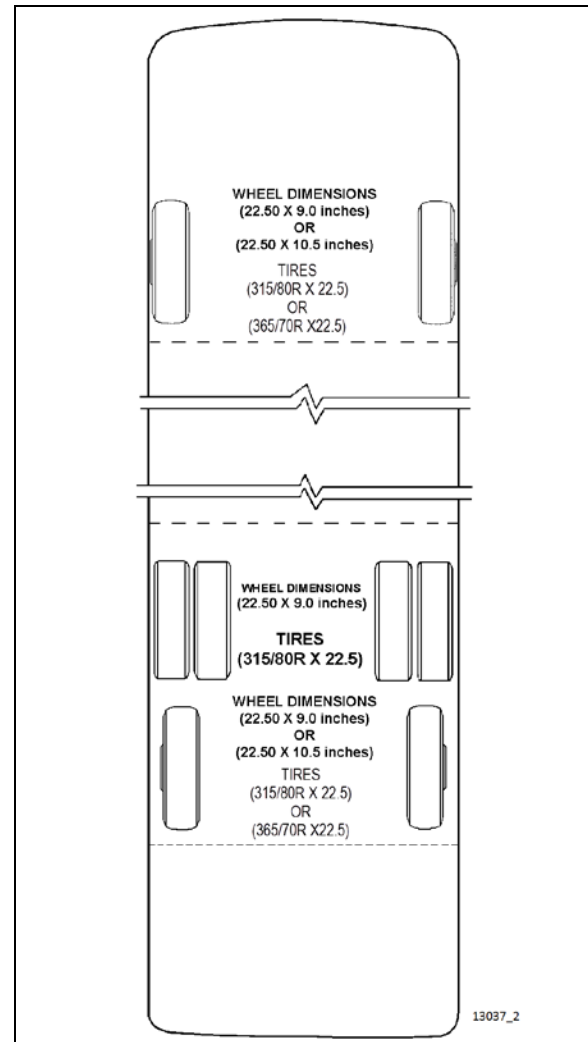 WHEEL DIMENSIONS
(22.50 X 9.0 inches)
OR
(22.50 X 10.5 inches)
TIRES
(315/80R X 22.5)
OR
(365/70R X22.5)
WHEEL DIMENSIONS
(22.50 X 9.0 inches)
TIRES
(315/80R X 22.5)
WHEEL DIMENSIONS
(22.50 X 9.0 inches)
OR
(22.50 X 10.5 inches)
TIRES
(315/80R X 22.5)
OR
(365/70R X22.5)
13037_2